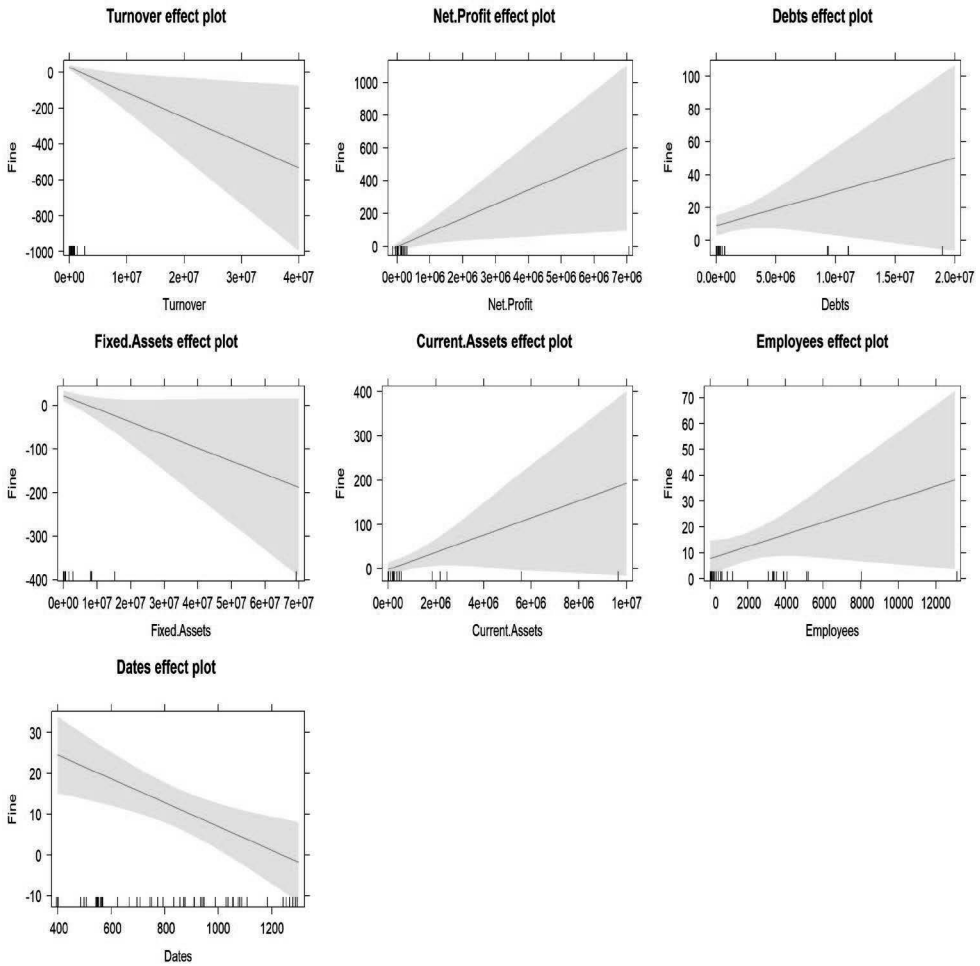 Turnover effect plot
0
-200
-400
-600
-800
-1000
Fine
0e+00 1e+07 2e+07 3e+07 4e+07
Turnover
Net.Profit effect plot
1000
800
600
400
200
0
Fine
0e+00 1e+06 2e+06 3e+06 4e+06 5e+06 6e+06 7e+06
Net.Profit
Debts effect plot
100
80
60
40
20
0
Fine
0.0e+00 5.0e+06 1.0e+07 1.5e+07 2.0e+07
Debts
Fixed.Assets effect plot
0
-100
-200
-300
-400
Fine
0e+00 1e+07 2e+07 3e+07 4e+07 5e+07 6e+07 7e+07
Fixed.Assets
Current.Assets effect plot
400
300
200
100
0
Fine
0e+00 2e+06 4e+06 6e+06 8e+06 1e+07
Current.Assets
Employees effect plot
70
60
50
40
30
20
10
0
Fine
0 2000 4000 6000 8000 10000 12000
Employees
Dates effect plot
30
20
10
0
-10
Fine
400 600 800 1000 1200
Dates